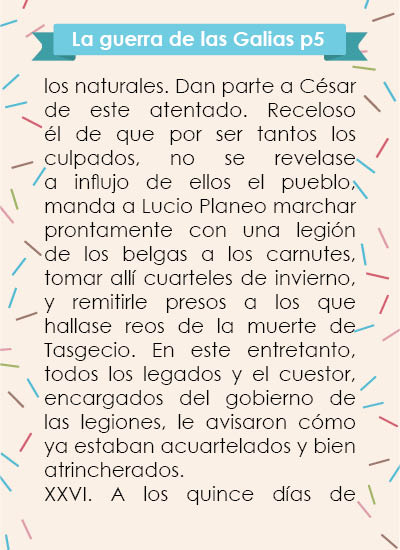 La guerra de las Galias p5
los naturales. Dan parte a César
de este atentado. Receloso
él de que por ser tantos los
culpados, no se revelase
a influjo de ellos el pueblo,
manda a Lucio Planeo marchar
prontamente con una legión
de los belgas a los carnutes,
tomar allí cuarteles de invierno,
y remitirle presos a los que
hallase reos de la muerte de
Tasgecio. En este entretanto,
todos los legados y el cuestor,
encargados del gobierno de
las legiones, le avisaron cómo
ya estaban acuartelados y bien
atrincherados.
XXVI. A los quince días de